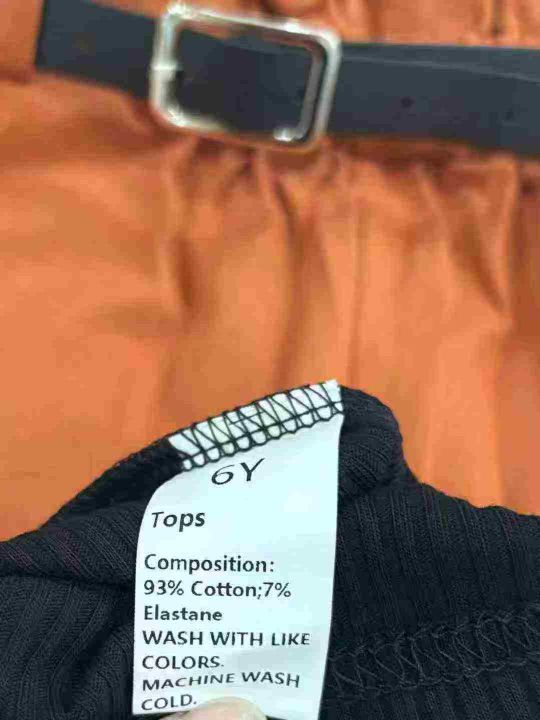 6Y
Tops
Composition:
93% Cotton;7%
Elastane
WASH WITH LIKE
COLORS.
MACHINE WASH
COLD.